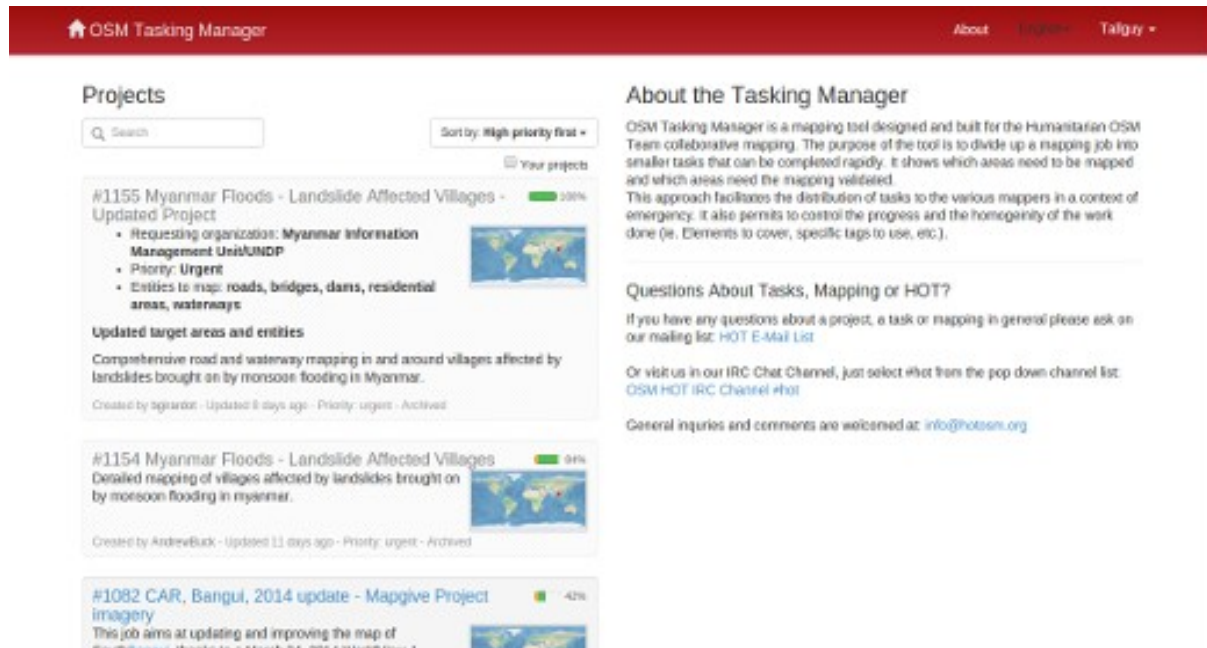 OSM Tasking Manager
About
English
Tallguy
Projects
Search
Sort by: High priority first
Your projects
#1155 Myanmar Floods - Landslide Affected Villages -
Updated Project
100%
• Requesting organization: Myanmar Information
Management Unit/UNDP
• Priority: Urgent
• Entities to map: roads, bridges, dams, residential
areas, waterways
Updated target areas and entities
Comprehensive road and waterway mapping in and around villages affected by
landslides brought on by monsoon flooding in Myanmar.
Created by bgirardot - Updated 8 days ago - Priority: urgent - Archived
#1154 Myanmar Floods - Landslide Affected Villages
94%
Detailed mapping of villages affected by landslides brought on
by monsoon flooding in myanmar.
Created by AndrewBuck - Updated 11 days ago - Priority: urgent - Archived
#1082 CAR, Bangui, 2014 update - Mapgive Project
imagery
42%
This job aims at updating and improving the map of
About the Tasking Manager
OSM Tasking Manager is a mapping tool designed and built for the Humanitarian OSM
Team collaborative mapping. The purpose of the tool is to divide up a mapping job into
smaller tasks that can be completed rapidly. It shows which areas need to be mapped
and which areas need the mapping validated.
This approach facilitates the distribution of tasks to the various mappers in a context of
emergency. It also permits to control the progress and the homogeinity of the work
done (ie. Elements to cover, specific tags to use, etc.).
Questions About Tasks, Mapping or HOT?
If you have any questions about a project, a task or mapping in general please ask on
our mailing list: HOT E-Mail List
Or visit us in our IRC Chat Channel, just select #hot from the pop down channel list:
OSM HOT IRC Channel #hot
General inquries and comments are welcomed at: info@hotosm.org